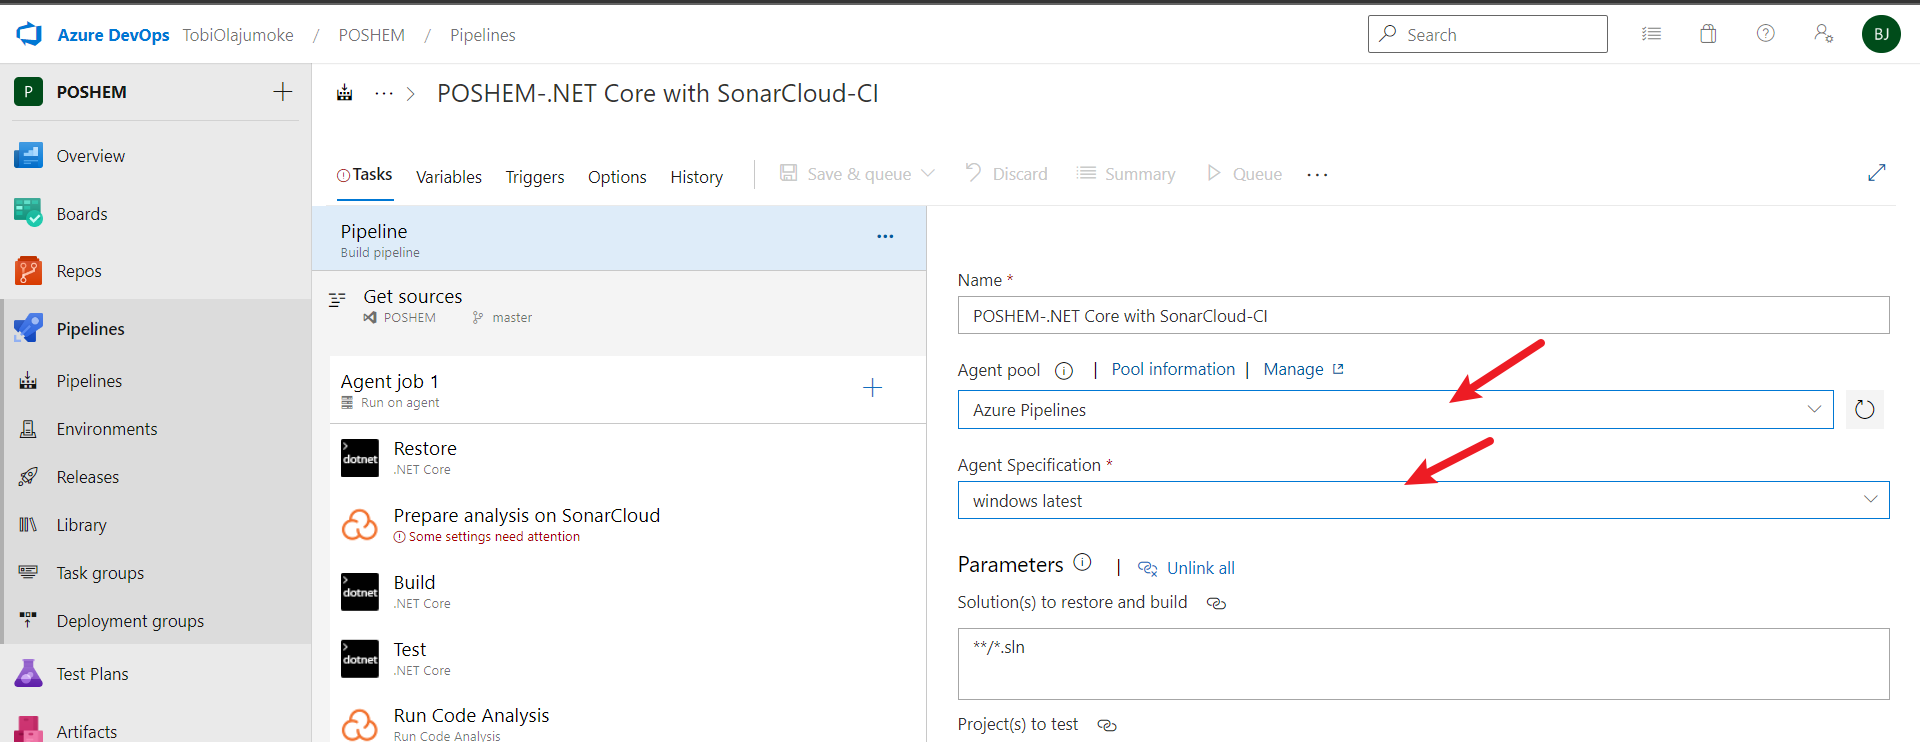 Azure DevOps TobiOlajumoke / POSHEM / Pipelines
Search
BJ
P POSHEM
Overview
Boards
Repos
Pipelines
Pipelines
Environments
Releases
Library
Task groups
Deployment groups
Test Plans
Artifacts
POSHEM-.NET Core with SonarCloud-CI
Tasks Variables Triggers Options History Save & queue Discard Summary Queue
Pipeline
Build pipeline
Get sources
POSHEM master
Agent job 1
Run on agent
dotnet
Restore
.NET Core
Prepare analysis on SonarCloud
Some settings need attention
dotnet
Build
.NET Core
dotnet
Test
.NET Core
Run Code Analysis
Run Code Analysis
Name *
POSHEM-.NET Core with SonarCloud-CI
Agent pool | Pool information | Manage
Azure Pipelines
Agent Specification *
windows latest
Parameters | Unlink all
Solution(s) to restore and build
**/*.sln
Project(s) to test